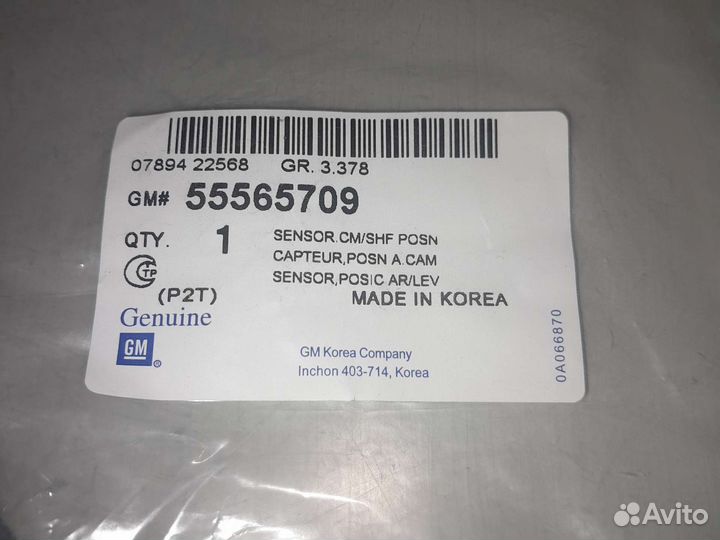 07894 22568 GR. 3.378
GM# 55565709
QTY. 1
SENSOR.CM/SHF POSN
CAPTEUR,POSN A.CAM
SENSOR,POSIC AR/LEV
CTP
(P2T)
MADE IN KOREA
Genuine
GM ®
GM Korea Company
Inchon 403-714, Korea
0A066870
Avito